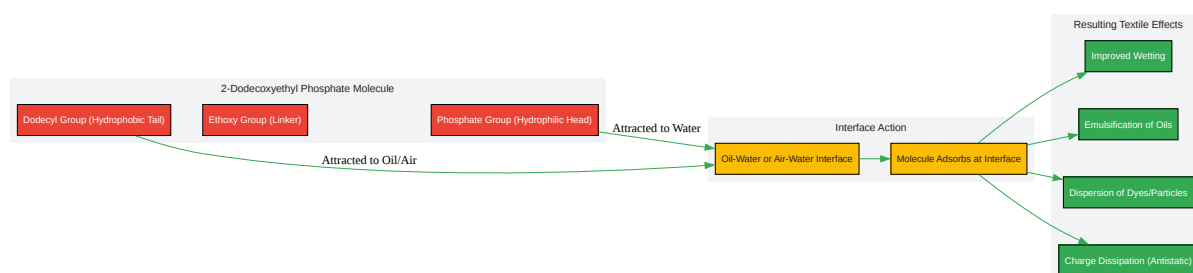 Resulting Textile Effects
Improved Wetting
2-Dodecoxyethyl Phosphate Molecule
Dodecyl Group (Hydrophobic Tail)
Ethoxy Group (Linker)
Phosphate Group (Hydrophilic Head)
Attracted to Water
Attracted to Oil/Air
Interface Action
Oil-Water or Air-Water Interface
Molecule Adsorbs at Interface
Emulsification of Oils
Dispersion of Dyes/Particles
Charge Dissipation (Antistatic)